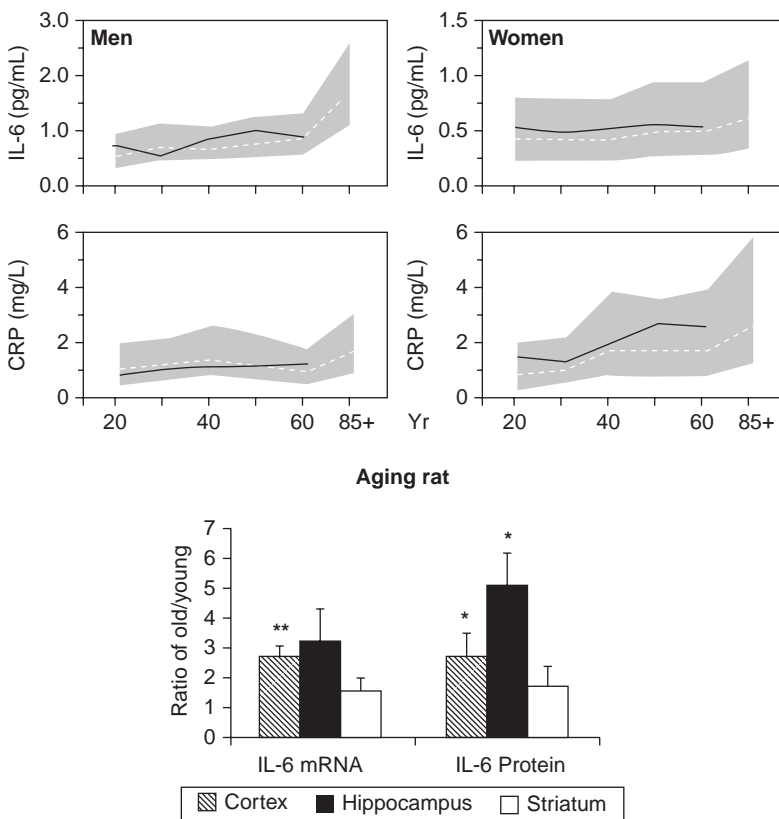 Men
IL-6 (pg/mL)
3.0
2.0
1.0
0.0
Women
IL-6 (pg/mL)
1.5
1.0
0.5
0.0
CRP (mg/L)
6
4
2
0
20 40 60 85+
Yr
CRP (mg/L)
6
4
2
0
20 40 60 85+
Aging rat
Ratio of old/young
7
6
5
4
3
2
1
0
** * *
IL-6 mRNA IL-6 Protein
Cortex Hippocampus Striatum